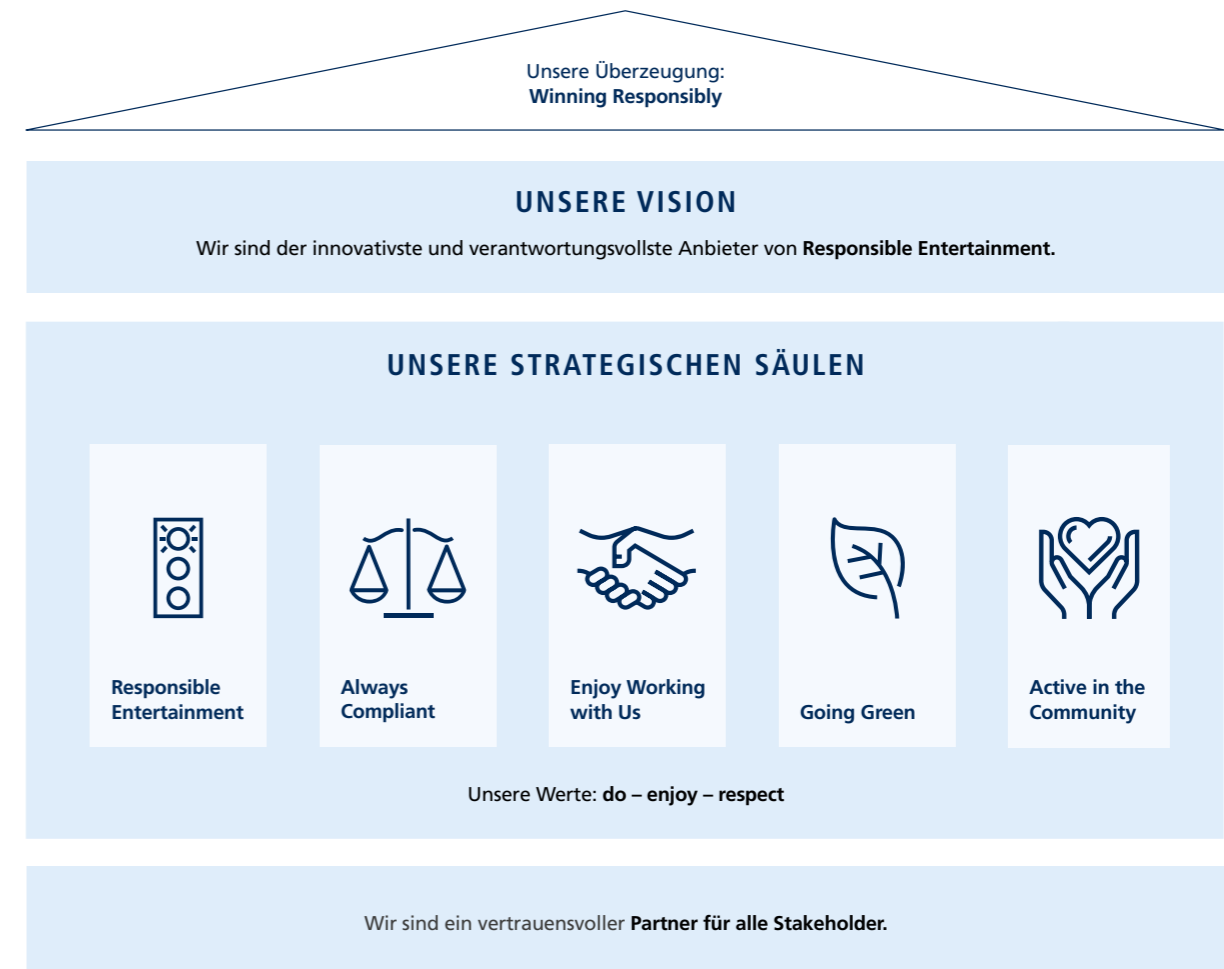 Unsere Überzeugung:
Winning Responsibly
UNSERE VISION
Wir sind der innovativste und verantwortungsvollste Anbieter von Responsible Entertainment.
UNSERE STRATEGISCHEN SÄULEN
Responsible
Entertainment
Always
Compliant
Enjoy Working
with Us
Going Green
Active in the
Community
Unsere Werte: do – enjoy – respect
Wir sind ein vertrauensvoller Partner für alle Stakeholder.